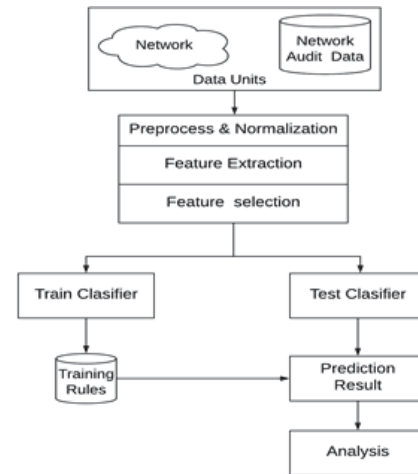 Network
Network
Audit Data
Data Units
Preprocess & Normalization
Feature Extraction
Feature selection
Train Clasifier
Test Clasifier
Training
Rules
Prediction
Result
Analysis